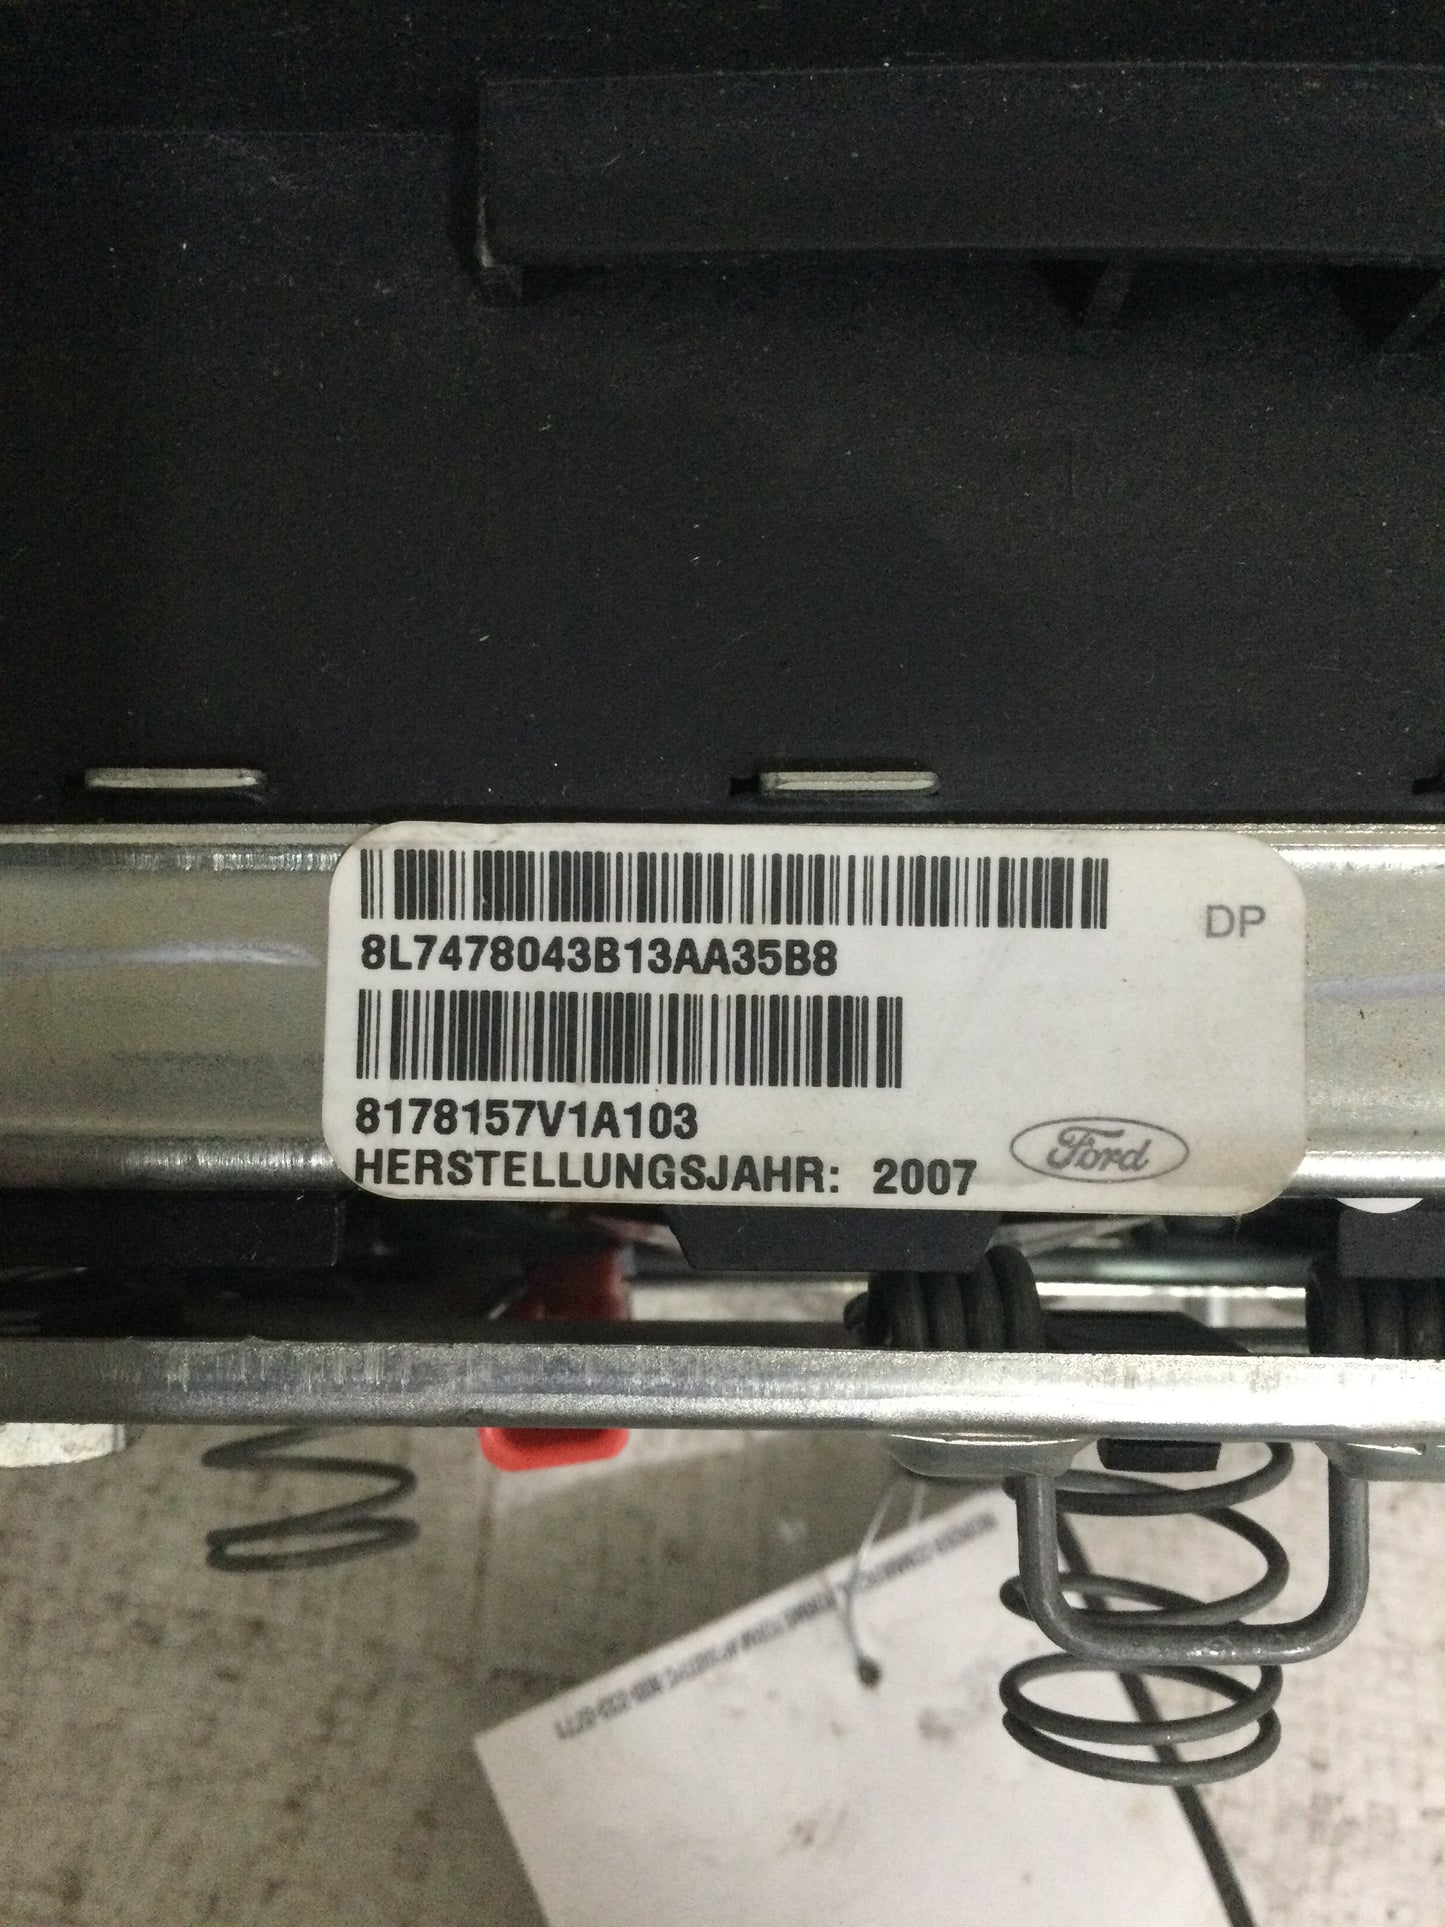 8L7478043B13AA35B8
DP
8178157V1A103
HERSTELLUNGSJAHR: 2007
Ford